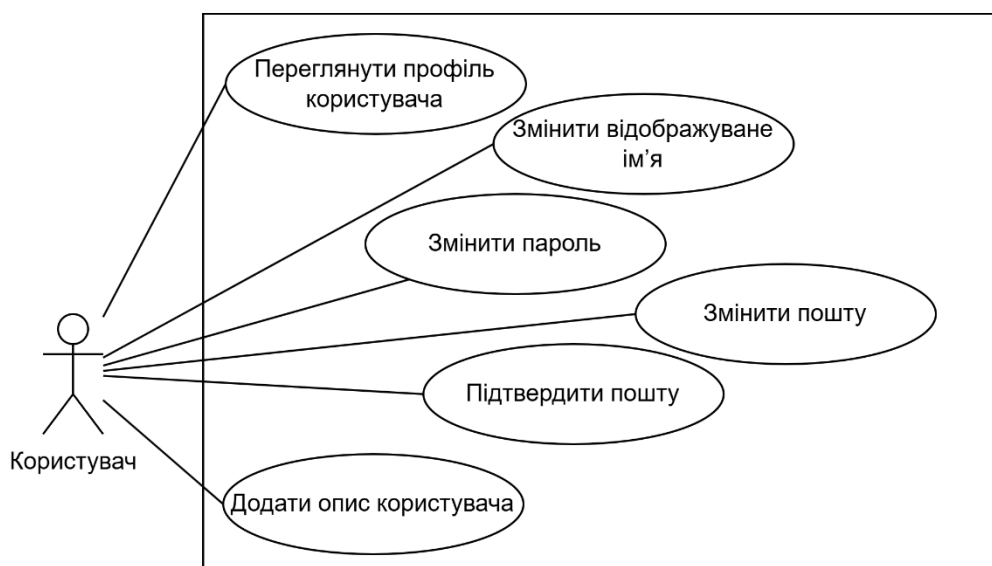 Переглянути профіль
користувача
Змінити відображуване
ім’я
Змінити пароль
Змінити пошту
Підтвердити пошту
Користувач
Додати опис користувача